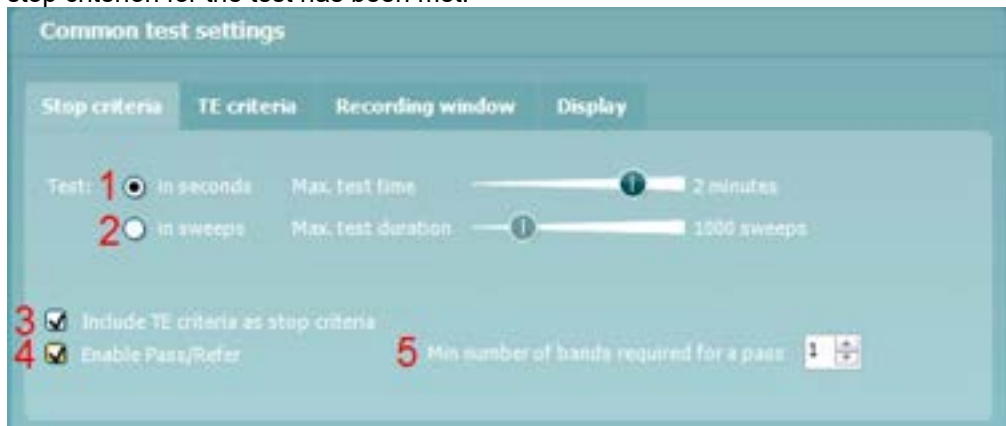 stop criterion for the test has been met.
Common test settings
Stop criteria TE criteria Recording window Display
Test: 1 in seconds Max. test time 2 minutes
2 in sweeps Max. test duration 1000 sweeps
3 Include TE criteria as stop criteria
4 Enable Pass/Refer 5 Min number of bands required for a pass 1